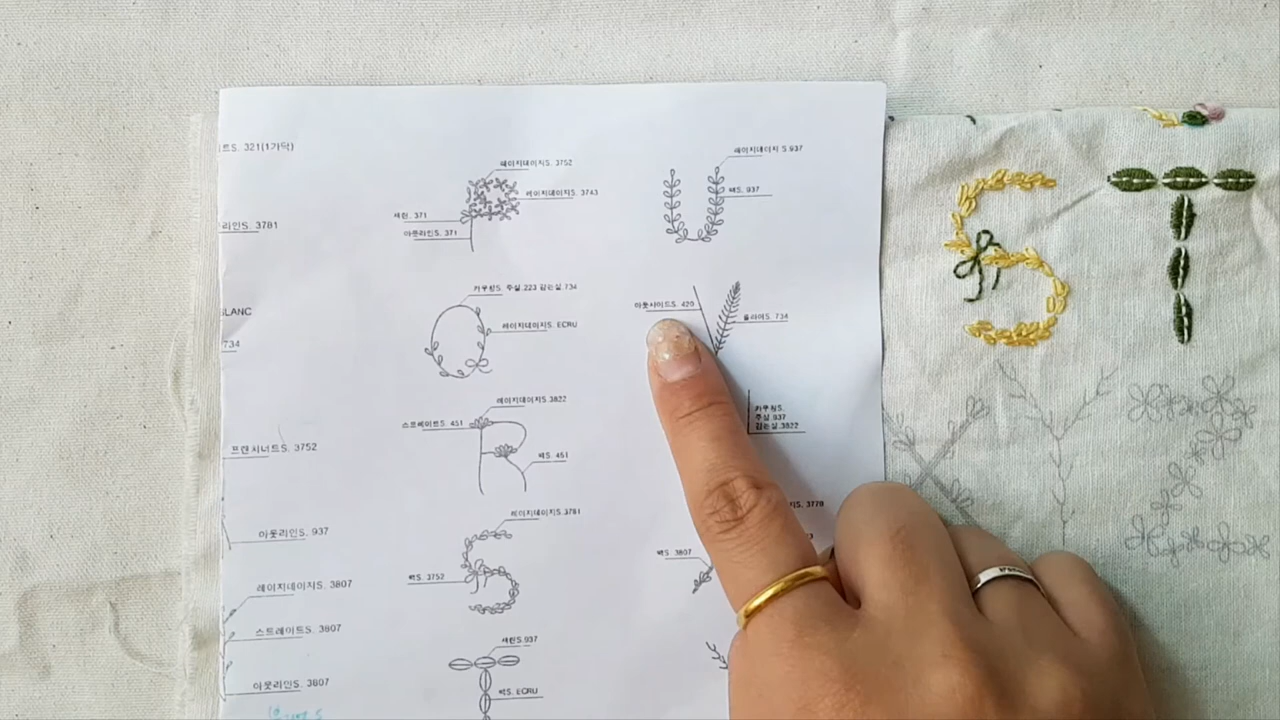 트S. 321(1가닥)
라인S. 3781
BLANC
734
프렌치너트S. 3752
아웃라인S. 937
레이지데이지S. 3807
스트레이트S. 3807
아웃라인S. 3807
레이지데이지S. 3752
레이지데이지S. 3743
새틴. 371
아웃라인S. 371
카우칭S. 주실.223 감는실.734
레이지데이지S. ECRU
레이지데이지S.3822
스트레이트S. 451
백S. 451
레이지데이지S.3781
백S. 3752
새틴S.937
백S. ECRU
레이지데이지 S.937
백S. 937
아웃사이드S. 420
플라이S. 734
카우칭S.
주실.937
감는실.3822
지S. 3778
백S. 3807